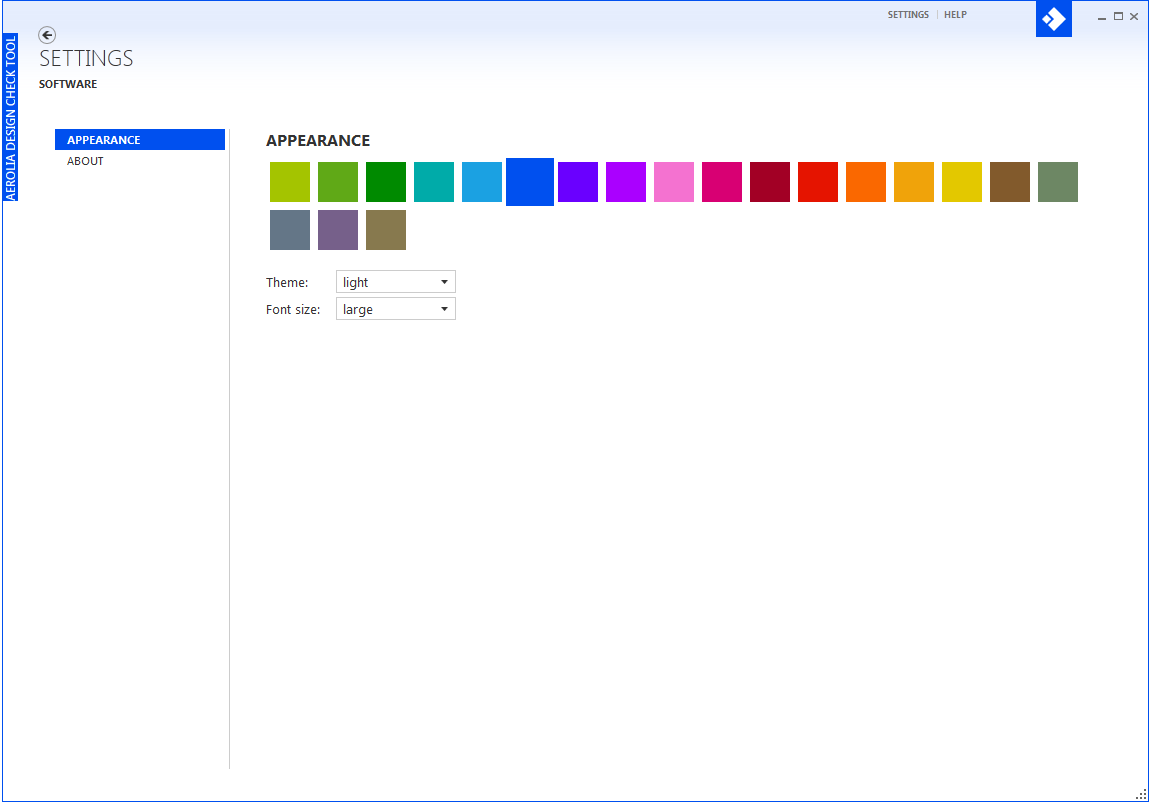 SETTINGS
HELP
AEROLIA DESIGN CHECK TOOL
SETTINGS
SOFTWARE
APPEARANCE
ABOUT
APPEARANCE
Theme: light
Font size: large